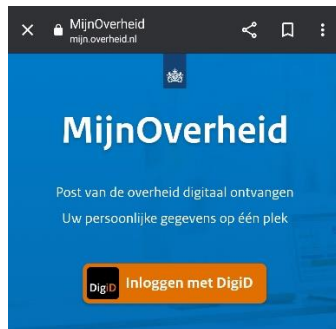 MijnOverheid
mijn.overheid.nl
MijnOverheid
Post van de overheid digitaal ontvangen
Uw persoonlijke gegevens op één plek
DigiD Inloggen met DigiD